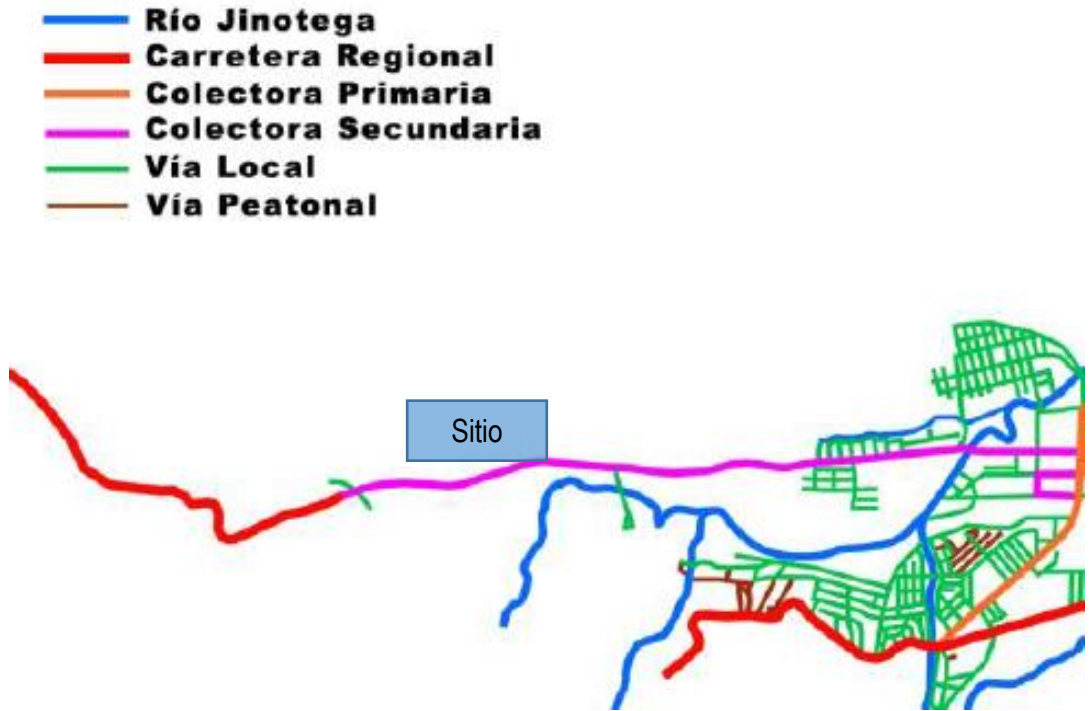 Río Jinotega
Carretera Regional
Colectora Primaria
Colectora Secundaria
Vía Local
Vía Peatonal
Sitio